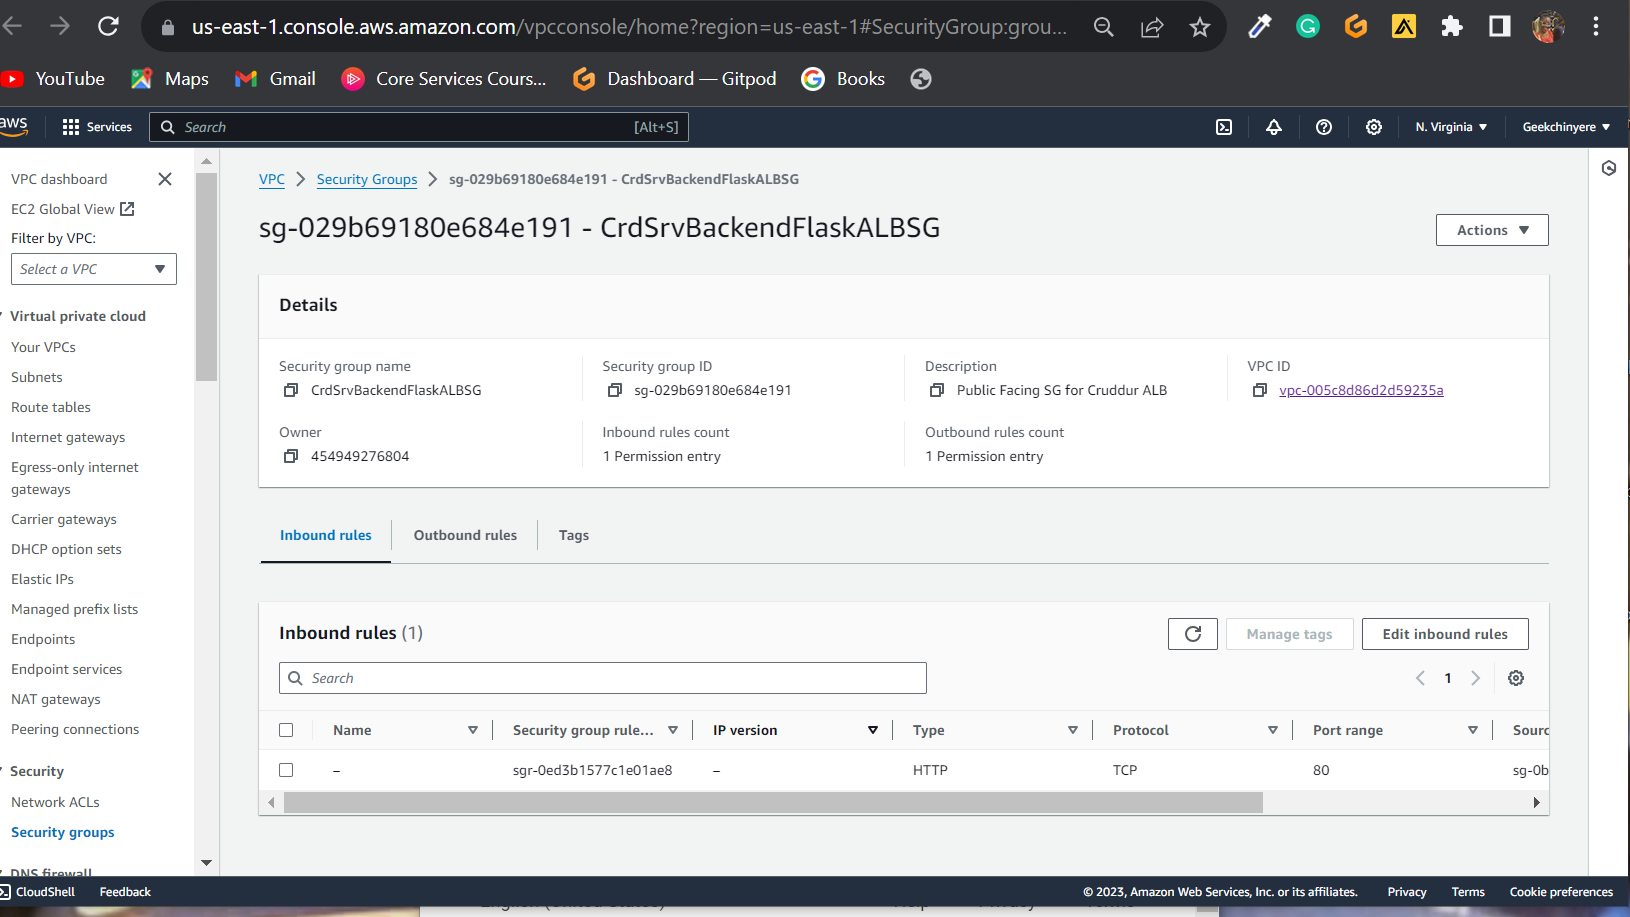 us-east-1.console.aws.amazon.com/vpcconsole/home?region=us-east-1#SecurityGroup:grou...
YouTube Maps Gmail Core Services Cours... Dashboard — Gitpod Books
aws Services Search [Alt+S] N. Virginia Geekchinyere
VPC dashboard
EC2 Global View
Filter by VPC:
Select a VPC
Virtual private cloud
Your VPCs
Subnets
Route tables
Internet gateways
Egress-only internet
gateways
Carrier gateways
DHCP option sets
Elastic IPs
Managed prefix lists
Endpoints
Endpoint services
NAT gateways
Peering connections
Security
Network ACLs
Security groups
DNS firewall
VPC Security Groups sg-029b69180e684e191 - CrdSrvBackendFlaskALBSG
sg-029b69180e684e191 - CrdSrvBackendFlaskALBSG
Actions
Details
Security group name Security group ID Description VPC ID
CrdSrvBackendFlaskALBSG sg-029b69180e684e191 Public Facing SG for Cruddur ALB vpc-005c8d86d2d59235a
Owner Inbound rules count Outbound rules count
454949276804 1 Permission entry 1 Permission entry
Inbound rules Outbound rules Tags
Inbound rules (1) Manage tags Edit inbound rules
Search 1
Name Security group rule... IP version Type Protocol Port range Sourc
– sgr-0ed3b1577c1e01ae8 – HTTP TCP 80 sg-0b
CloudShell Feedback © 2023, Amazon Web Services, Inc. or its affiliates. Privacy Terms Cookie preferences